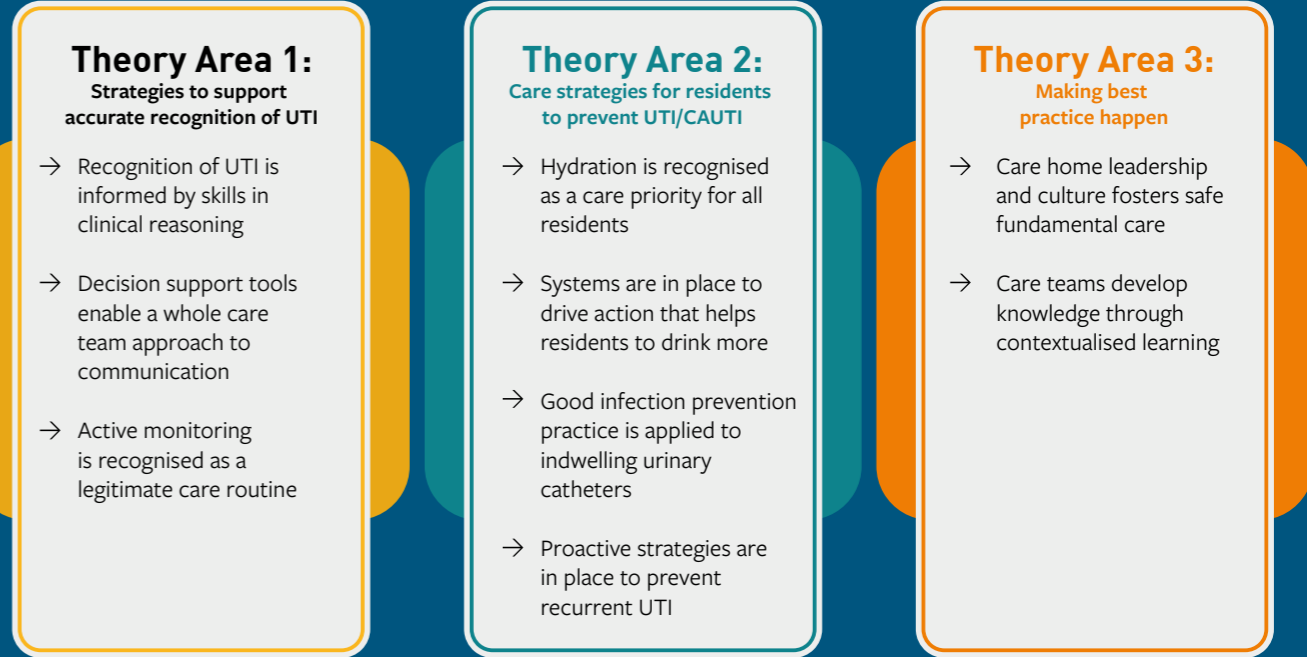 Theory Area 1:
Strategies to support
accurate recognition of UTI
→ Recognition of UTI is
informed by skills in
clinical reasoning
→ Decision support tools
enable a whole care
team approach to
communication
→ Active monitoring
is recognised as a
legitimate care routine
Theory Area 2:
Care strategies for residents
to prevent UTI/CAUTI
→ Hydration is recognised
as a care priority for all
residents
→ Systems are in place to
drive action that helps
residents to drink more
→ Good infection prevention
practice is applied to
indwelling urinary
catheters
→ Proactive strategies are
in place to prevent
recurrent UTI
Theory Area 3:
Making best
practice happen
→ Care home leadership
and culture fosters safe
fundamental care
→ Care teams develop
knowledge through
contextualised learning